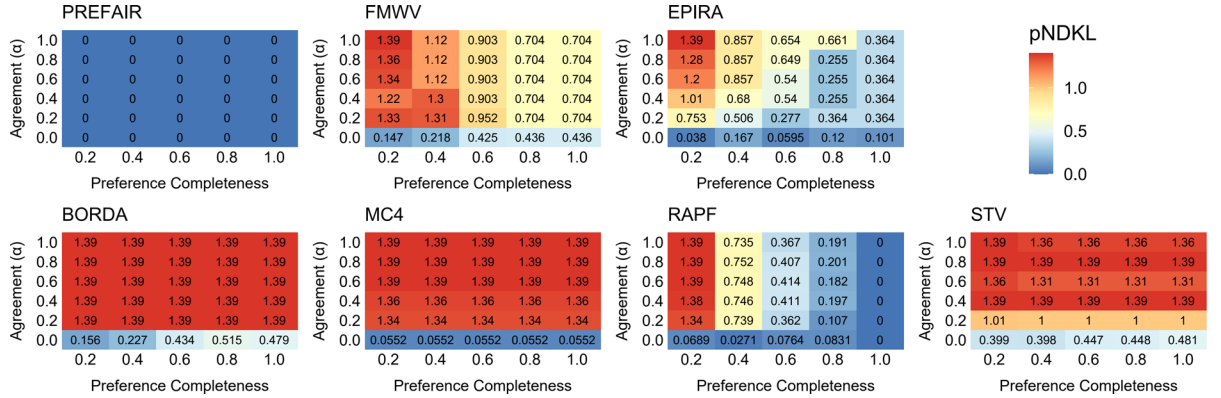 PREFAIR
Agreement (α)
1.0 0 0 0 0 0
0.8 0 0 0 0 0
0.6 0 0 0 0 0
0.4 0 0 0 0 0
0.2 0 0 0 0 0
0.0 0 0 0 0 0
0.2 0.4 0.6 0.8 1.0
Preference Completeness
FMWV
Agreement (α)
1.0 1.39 1.12 0.903 0.704 0.704
0.8 1.36 1.12 0.903 0.704 0.704
0.6 1.34 1.12 0.903 0.704 0.704
0.4 1.22 1.3 0.903 0.704 0.704
0.2 1.33 1.31 0.952 0.704 0.704
0.0 0.147 0.218 0.425 0.436 0.436
0.2 0.4 0.6 0.8 1.0
Preference Completeness
EPIRA
Agreement (α)
1.0 1.39 0.857 0.654 0.661 0.364
0.8 1.28 0.857 0.649 0.255 0.364
0.6 1.2 0.857 0.54 0.255 0.364
0.4 1.01 0.68 0.54 0.255 0.364
0.2 0.753 0.506 0.277 0.364 0.364
0.0 0.038 0.167 0.0595 0.12 0.101
0.2 0.4 0.6 0.8 1.0
Preference Completeness
pNDKL
1.0
0.5
0.0
BORDA
Agreement (α)
1.0 1.39 1.39 1.39 1.39 1.39
0.8 1.39 1.39 1.39 1.39 1.39
0.6 1.39 1.39 1.39 1.39 1.39
0.4 1.39 1.39 1.39 1.39 1.39
0.2 1.39 1.39 1.39 1.39 1.39
0.0 0.156 0.227 0.434 0.515 0.479
0.2 0.4 0.6 0.8 1.0
Preference Completeness
MC4
Agreement (α)
1.0 1.39 1.39 1.39 1.39 1.39
0.8 1.39 1.39 1.39 1.39 1.39
0.6 1.39 1.39 1.39 1.39 1.39
0.4 1.36 1.36 1.36 1.36 1.36
0.2 1.34 1.34 1.34 1.34 1.34
0.0 0.0552 0.0552 0.0552 0.0552 0.0552
0.2 0.4 0.6 0.8 1.0
Preference Completeness
RAPF
Agreement (α)
1.0 1.39 0.735 0.367 0.191 0
0.8 1.39 0.752 0.407 0.201 0
0.6 1.39 0.748 0.414 0.182 0
0.4 1.38 0.746 0.411 0.197 0
0.2 1.34 0.739 0.362 0.107 0
0.0 0.0689 0.0271 0.0764 0.0831 0
0.2 0.4 0.6 0.8 1.0
Preference Completeness
STV
Agreement (α)
1.0 1.39 1.36 1.36 1.36 1.36
0.8 1.39 1.39 1.39 1.39 1.39
0.6 1.36 1.31 1.31 1.31 1.31
0.4 1.39 1.39 1.39 1.39 1.39
0.2 1.01 1 1 1 1
0.0 0.399 0.398 0.447 0.448 0.481
0.2 0.4 0.6 0.8 1.0
Preference Completeness